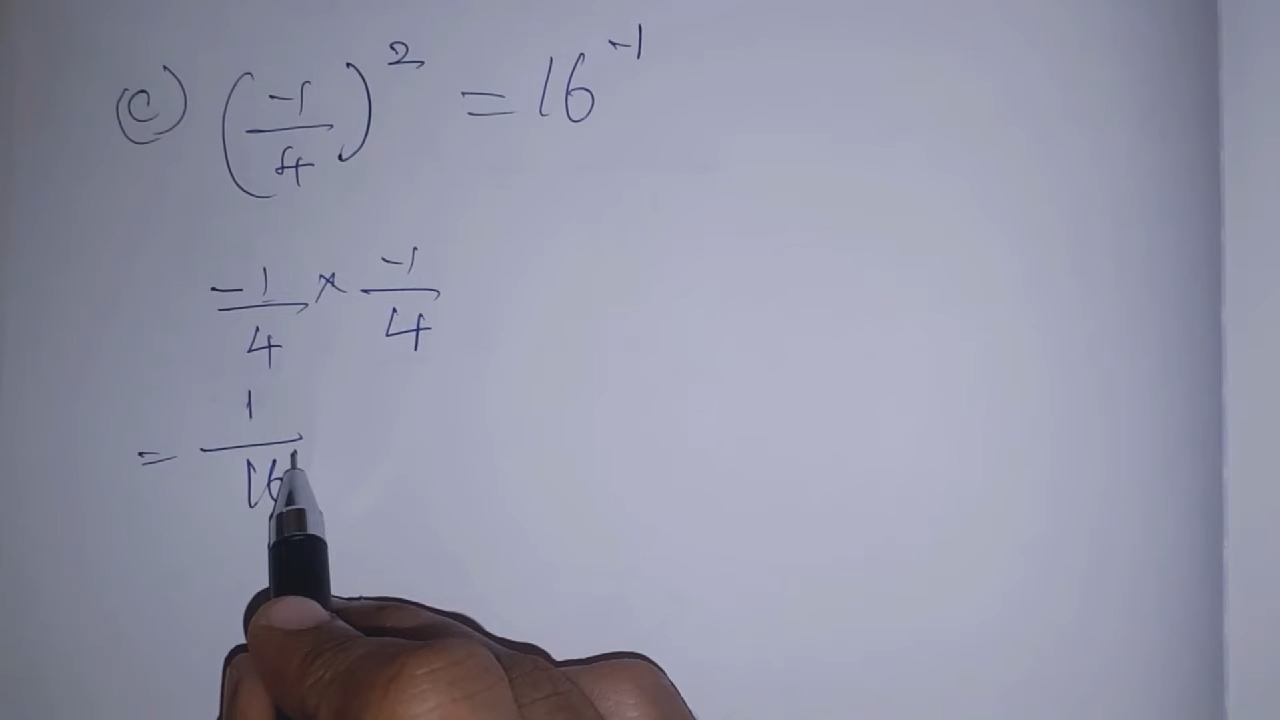 c) (-1/4)² = 16⁻¹
-1/4 × -1/4
= 1/16